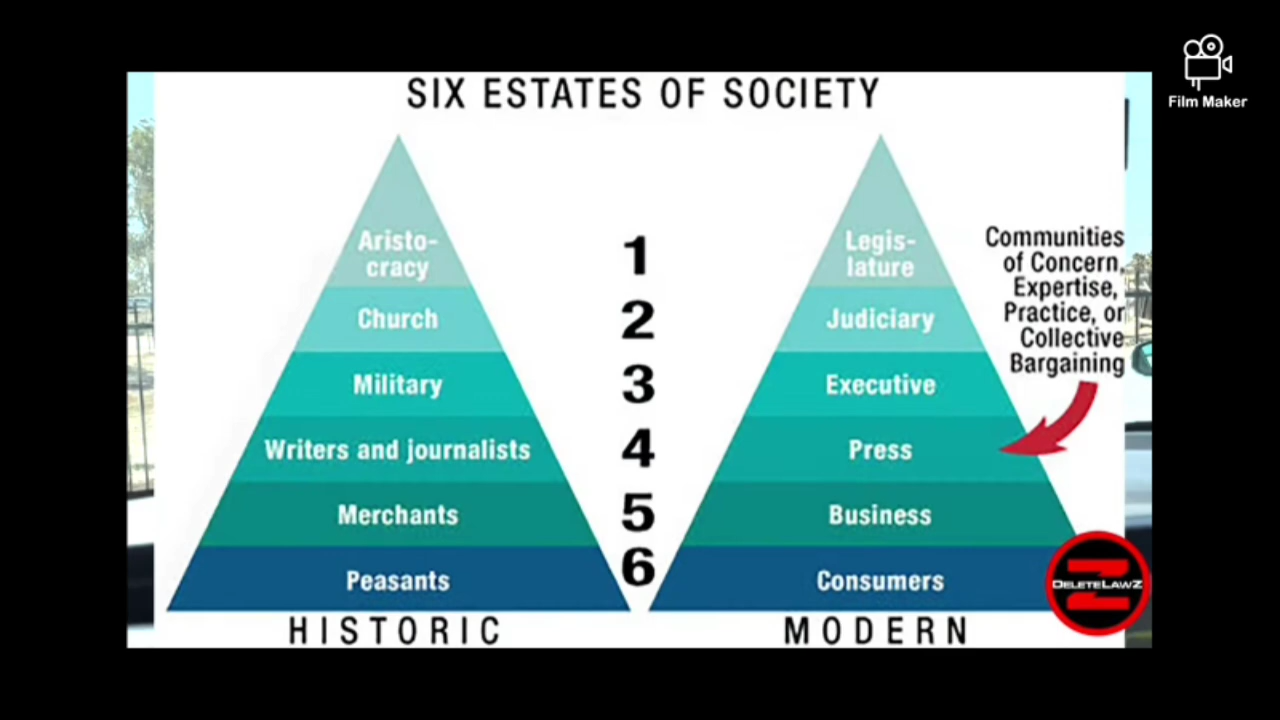 Film Maker
SIX ESTATES OF SOCIETY
Aristo-
cracy
Church
Military
Writers and journalists
Merchants
Peasants
HISTORIC
1
2
3
4
5
6
Legis-
lature
Judiciary
Executive
Press
Business
Consumers
MODERN
Communities
of Concern,
Expertise,
Practice, or
Collective
Bargaining
DELETELAWZ